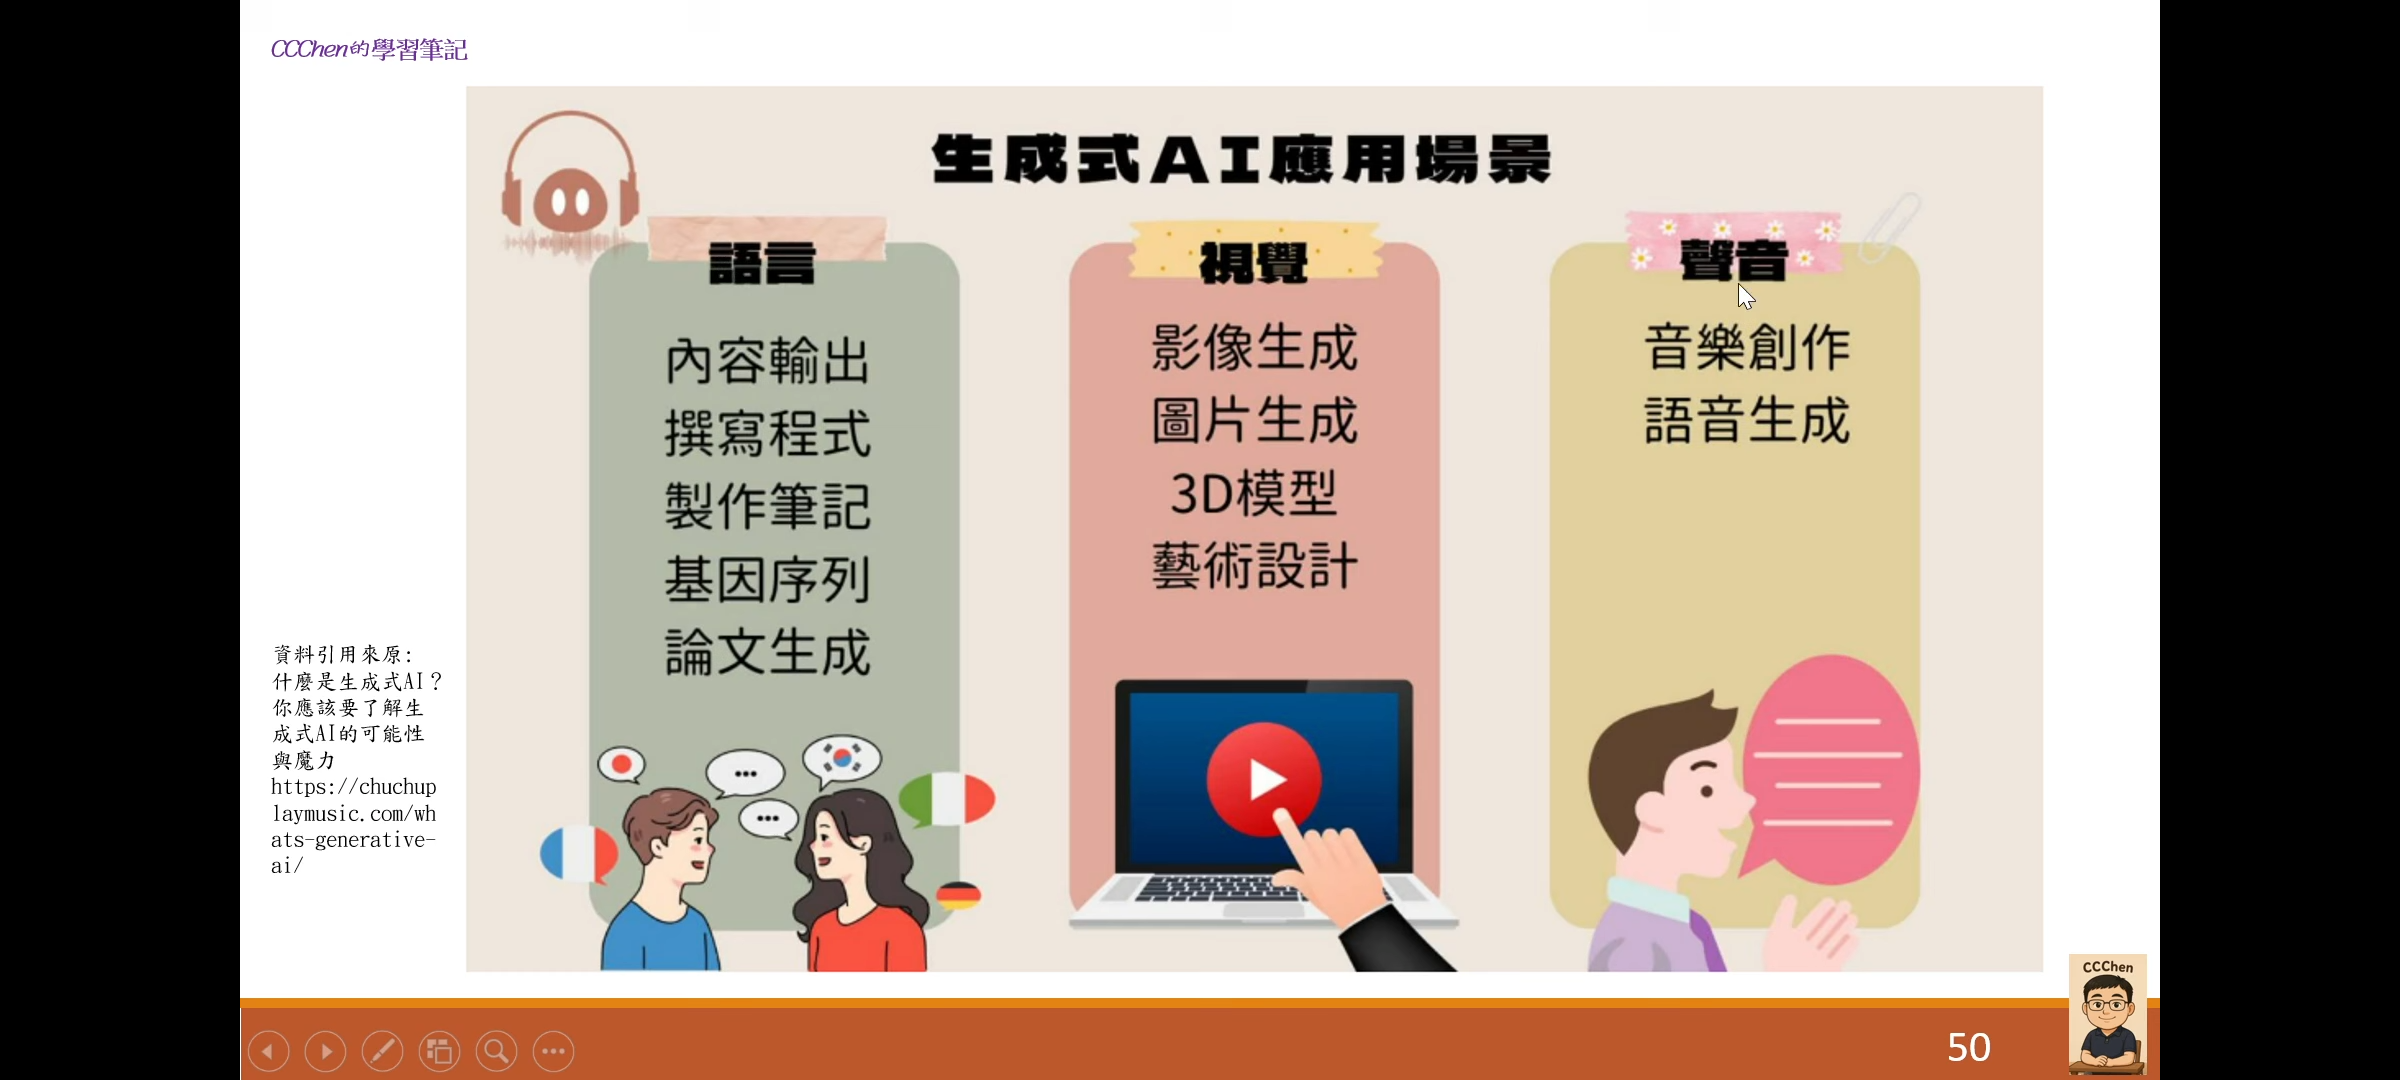 CCChen的學習筆記
生成式AI應用場景
語言
內容輸出
撰寫程式
製作筆記
基因序列
論文生成
視覺
影像生成
圖片生成
3D模型
藝術設計
聲音
音樂創作
語音生成
資料引用來原:
什麼是生成式AI？
你應該要了解生
成式AI的可能性
與魔力
https://chuchup
laymusic.com/wh
ats-generative-
ai/
CCChen
50